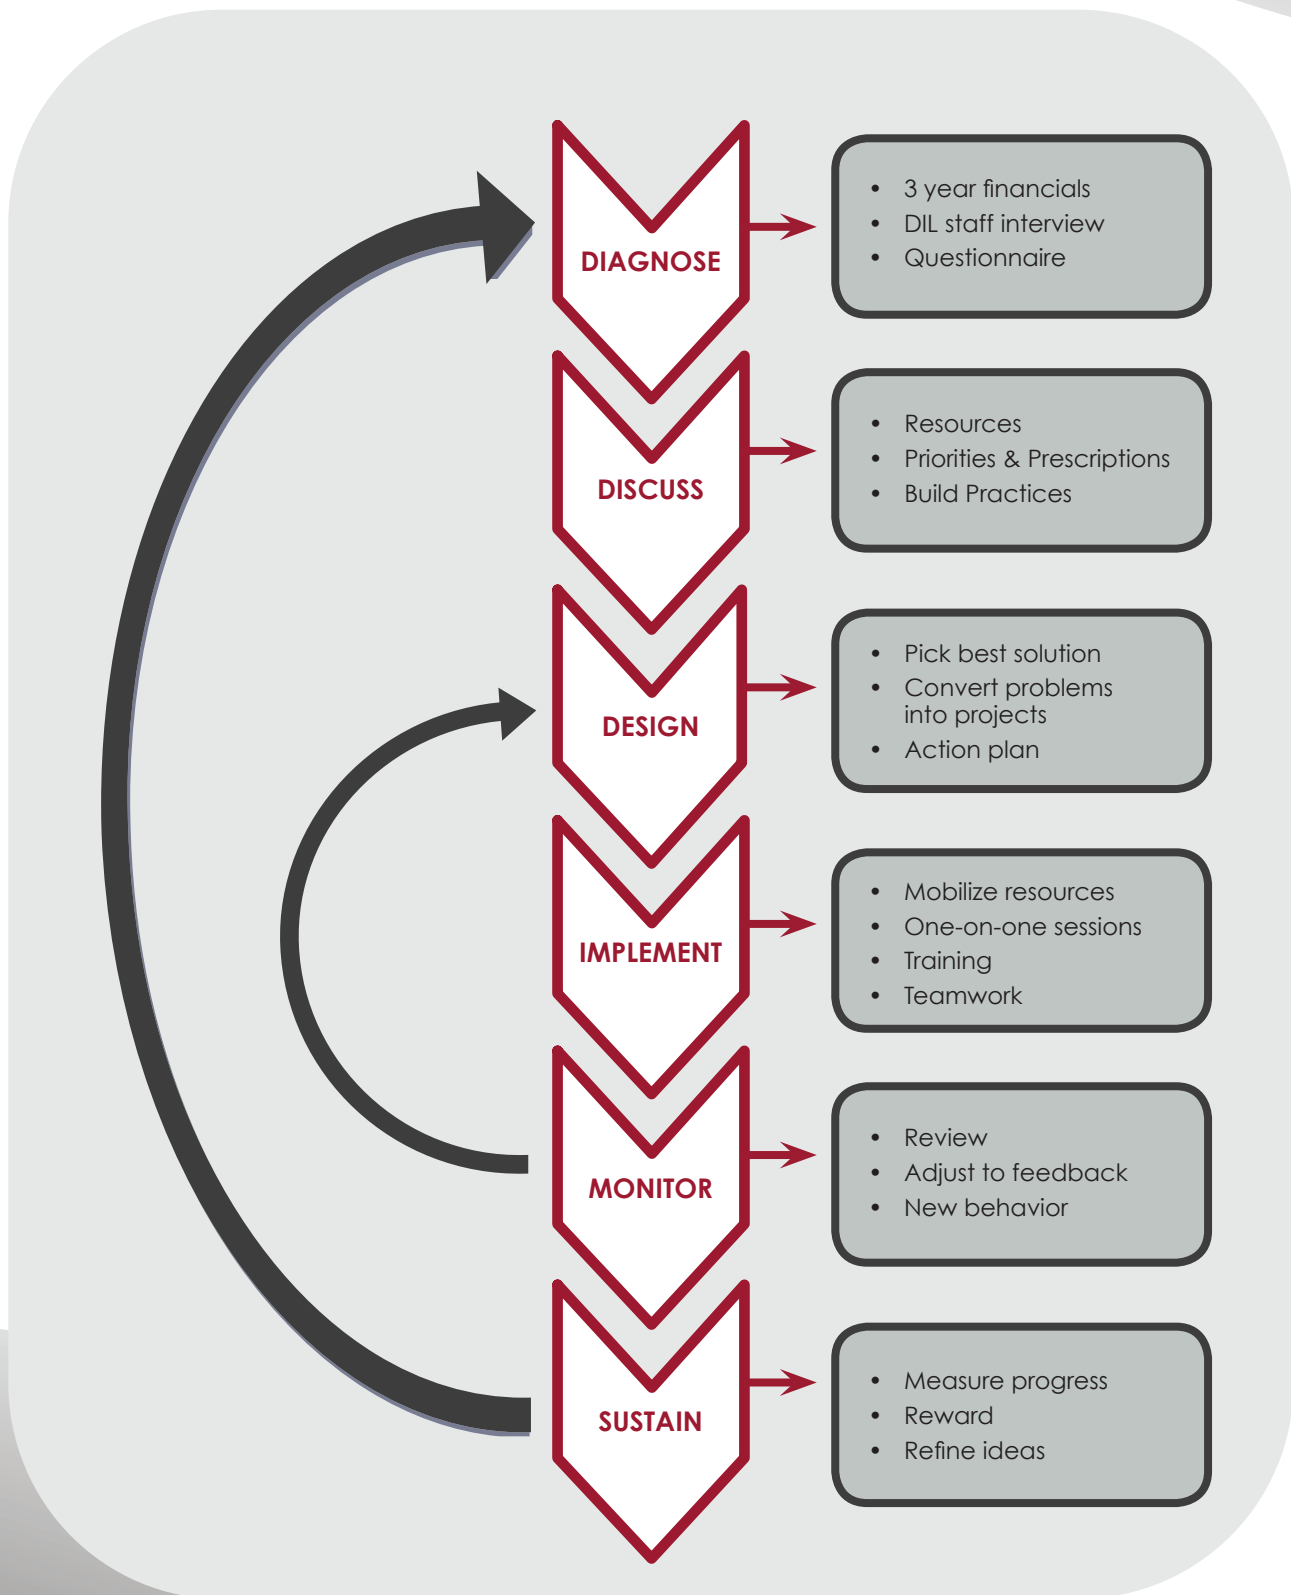 DIAGNOSE
• 3 year financials
• DIL staff interview
• Questionnaire
DISCUSS
• Resources
• Priorities & Prescriptions
• Build Practices
DESIGN
• Pick best solution
• Convert problems
into projects
• Action plan
IMPLEMENT
• Mobilize resources
• One-on-one sessions
• Training
• Teamwork
MONITOR
• Review
• Adjust to feedback
• New behavior
SUSTAIN
• Measure progress
• Reward
• Refine ideas